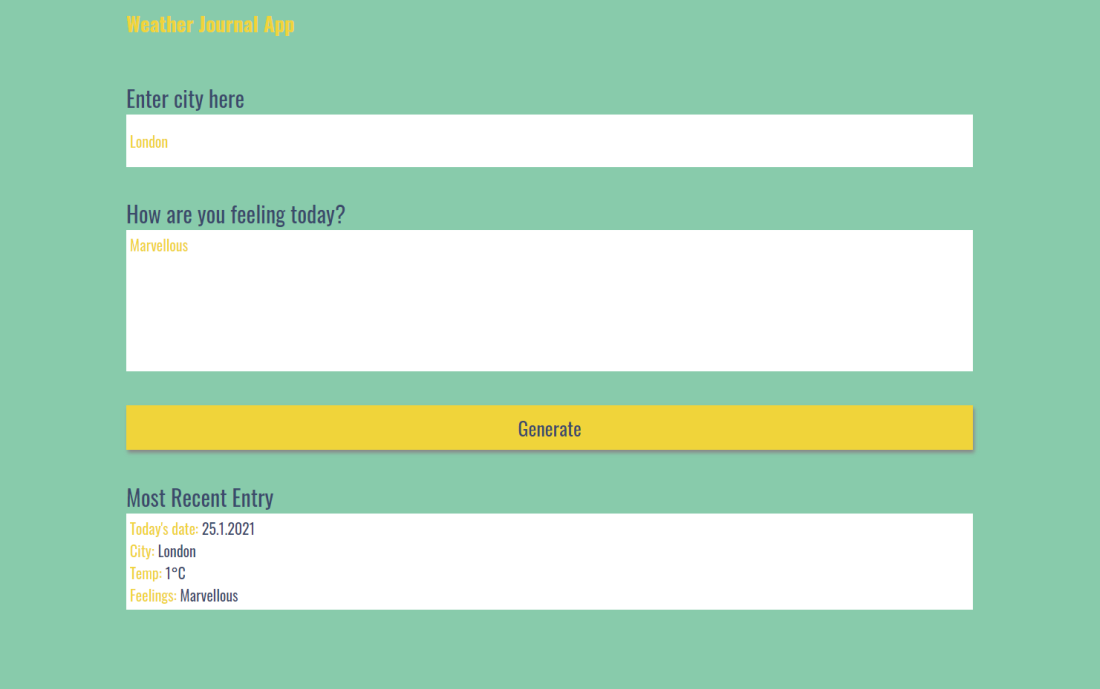 Weather Journal App
Enter city here
London
How are you feeling today?
Marvellous
Generate
Most Recent Entry
Today's date: 25.1.2021
City: London
Temp: 1°C
Feelings: Marvellous